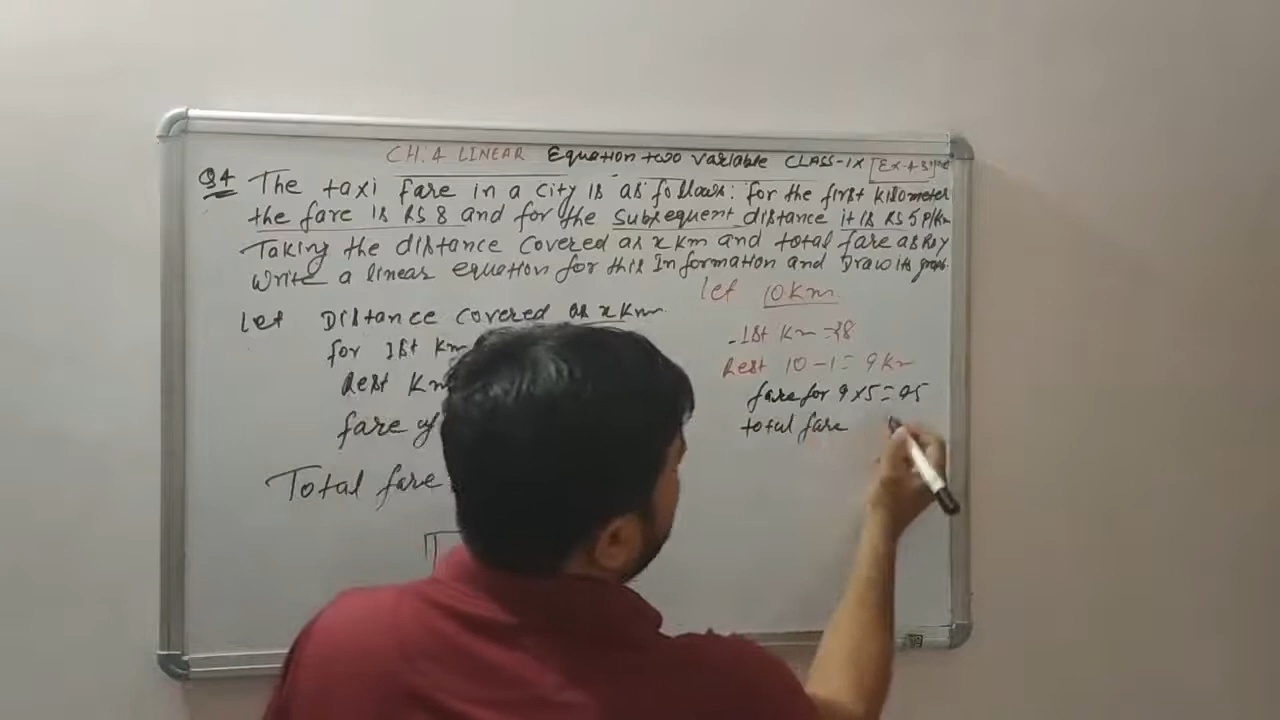 CH: 4 LINEAR Equation two variable CLASS-IX
Q4 The taxi fare in a city is as follows: for the first kilometer
the fare is RS 8 and for the subsequent distance it is RS 5 P/Km
Taking the distance covered as x km and total fare as Rs y
Write a linear equation for this Information and Draw its graph.
let Distance covered as x km.
for 1st Km
Rest Km
fare of
Total fare
let 10 Km.
1st Km = 8
Rest 10 - 1 = 9 Km
fare for 9 x 5 = 45
total fare